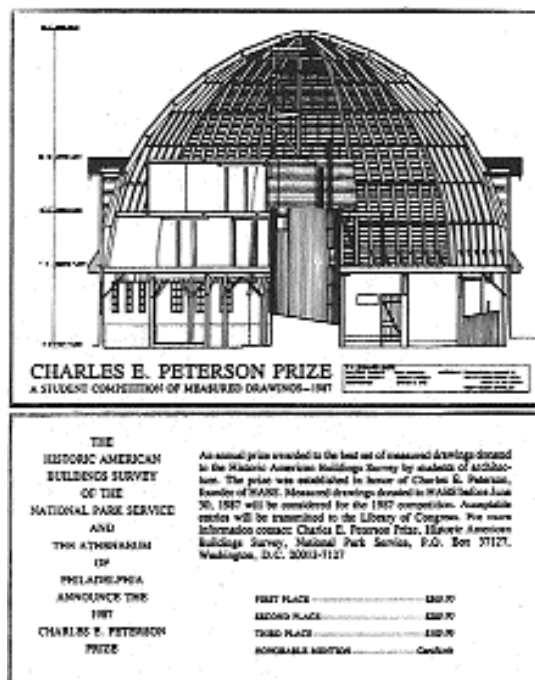 CHARLES E. PETERSON PRIZE
A STUDENT COMPETITION OF MEASURED DRAWINGS—1987
THE
HISTORIC AMERICAN
BUILDINGS SURVEY
OF THE
NATIONAL PARK SERVICE
AND
THE ATHENAEUM
OF
PHILADELPHIA
ANNOUNCE THE
1987
CHARLES E. PETERSON
PRIZE
An annual prize awarded to the best set of measured drawings donated
to the Historic American Buildings Survey by students of architec-
ture. The prize was established in honor of Charles E. Peterson,
founder of HABS. Measured drawings donated to HABS before June
30, 1987 will be considered for the 1987 competition. Acceptable
entries will be transmitted to the Library of Congress. For more
information contact: Charles E. Peterson Prize, Historic American
Buildings Survey, National Park Service, P.O. Box 37127,
Washington, D.C. 20013-7127
FIRST PLACE
SECOND PLACE
THIRD PLACE
HONORABLE MENTION Certificate